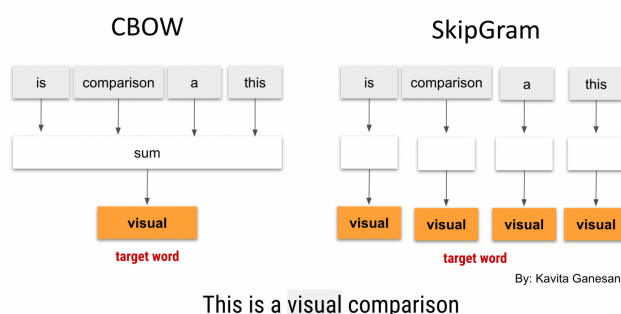 CBOW
is comparison a this
sum
visual
target word
SkipGram
is comparison a this
visual visual visual visual
target word
By: Kavita Ganesan
This is a visual comparison